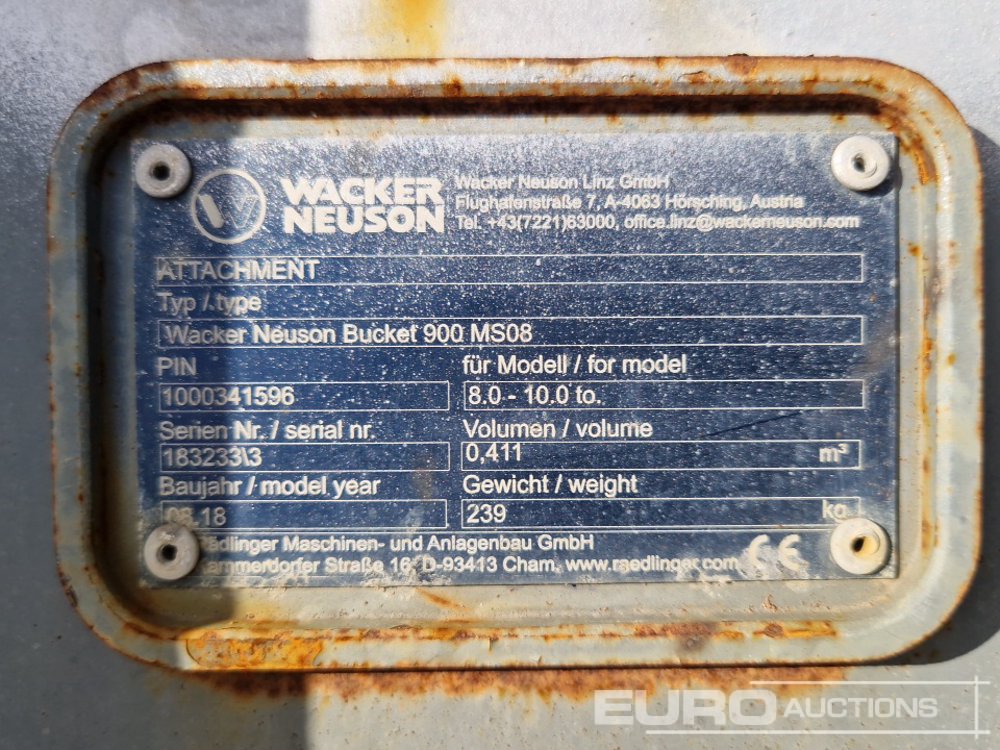 WACKER
NEUSON
Wacker Neuson Linz GmbH
Flughafenstraße 7, A-4063 Hörsching, Austria
Tel. +43(7221)63000, office.linz@wackerneuson.com
ATTACHMENT
Typ / type
Wacker Neuson Bucket 900 MS08
PIN
für Modell / for model
1000341596
8.0 - 10.0 to.
Serien Nr. / serial nr.
Volumen / volume
183233\3
0,411 m³
Baujahr / model year
Gewicht / weight
08.18
239 kg
Maschinen- und Anlagenbau GmbH
Straße 16, D-93413 Cham, www.raedlinger.com CE
EURO AUCTIONS